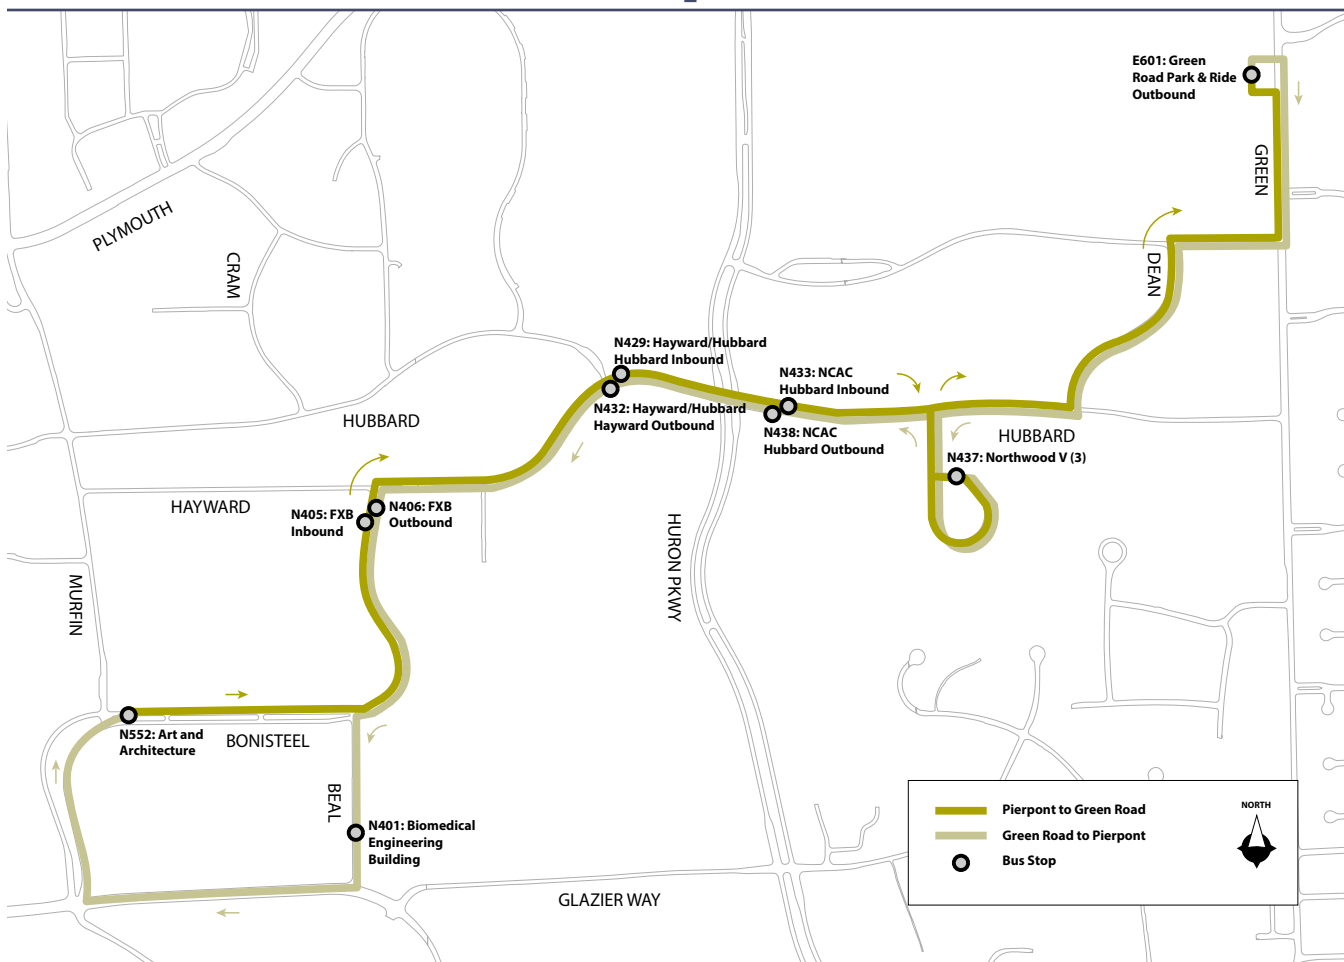 E601: Green
Road Park & Ride
Outbound
GREEN
PLYMOUTH
CRAM
DEAN
N429: Hayward/Hubbard
Hubbard Inbound
N433: NCAC
Hubbard Inbound
N432: Hayward/Hubbard
Hayward Outbound
HUBBARD
N438: NCAC
Hubbard Outbound
HUBBARD
N437: Northwood V (3)
HAYWARD
N405: FXB
Inbound
N406: FXB
Outbound
HURON PKWY
MURFIN
N552: Art and
Architecture
BONISTEEL
BEAL
N401: Biomedical
Engineering
Building
GLAZIER WAY
Pierpont to Green Road
Green Road to Pierpont
Bus Stop
NORTH